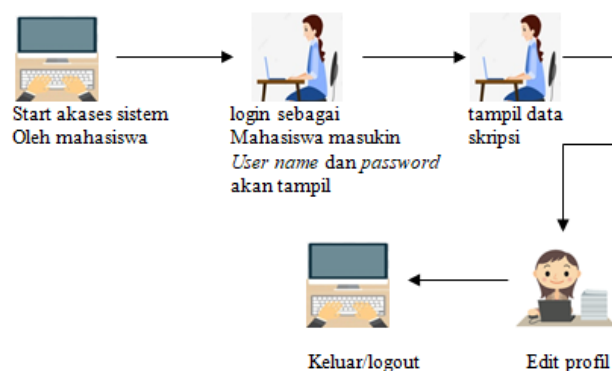 Start akases sistem
Oleh mahasiswa
login sebagai
Mahasiswa masukin
User name dan password
akan tampil
tampil data
skripsi
Keluar/logout
Edit profil